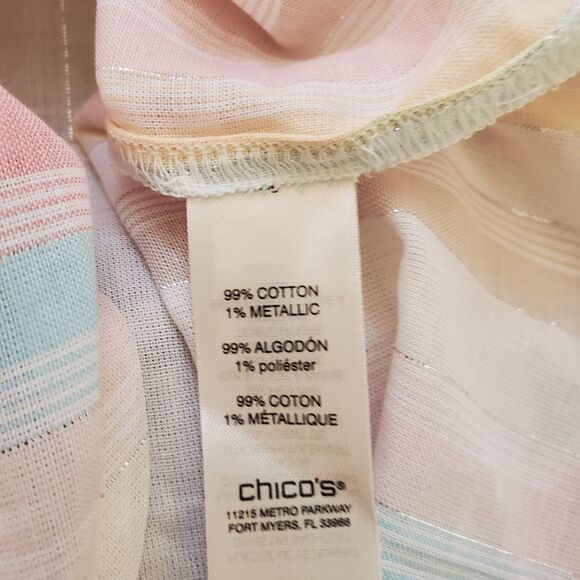 99% COTTON
1% METALLIC
99% ALGODÓN
1% poliéster
99% COTON
1% MÉTALLIQUE
chico's®
11215 METRO PARKWAY
FORT MYERS, FL 33966